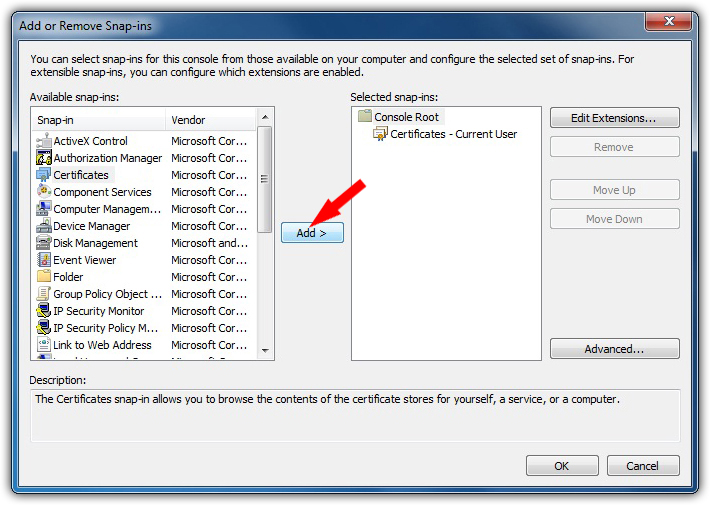 Add or Remove Snap-ins
You can select snap-ins for this console from those available on your computer and configure the selected set of snap-ins. For
extensible snap-ins, you can configure which extensions are enabled.
Available snap-ins:
Snap-in Vendor
ActiveX Control Microsoft Cor...
Authorization Manager Microsoft Cor...
Certificates Microsoft Cor...
Component Services Microsoft Cor...
Computer Managem... Microsoft Cor...
Device Manager Microsoft Cor...
Disk Management Microsoft and...
Event Viewer Microsoft Cor...
Folder Microsoft Cor...
Group Policy Object ... Microsoft Cor...
IP Security Monitor Microsoft Cor...
IP Security Policy M... Microsoft Cor...
Link to Web Address Microsoft Cor...
Add >
Selected snap-ins:
Console Root
Certificates - Current User
Edit Extensions...
Remove
Move Up
Move Down
Advanced...
Description:
The Certificates snap-in allows you to browse the contents of the certificate stores for yourself, a service, or a computer.
OK
Cancel